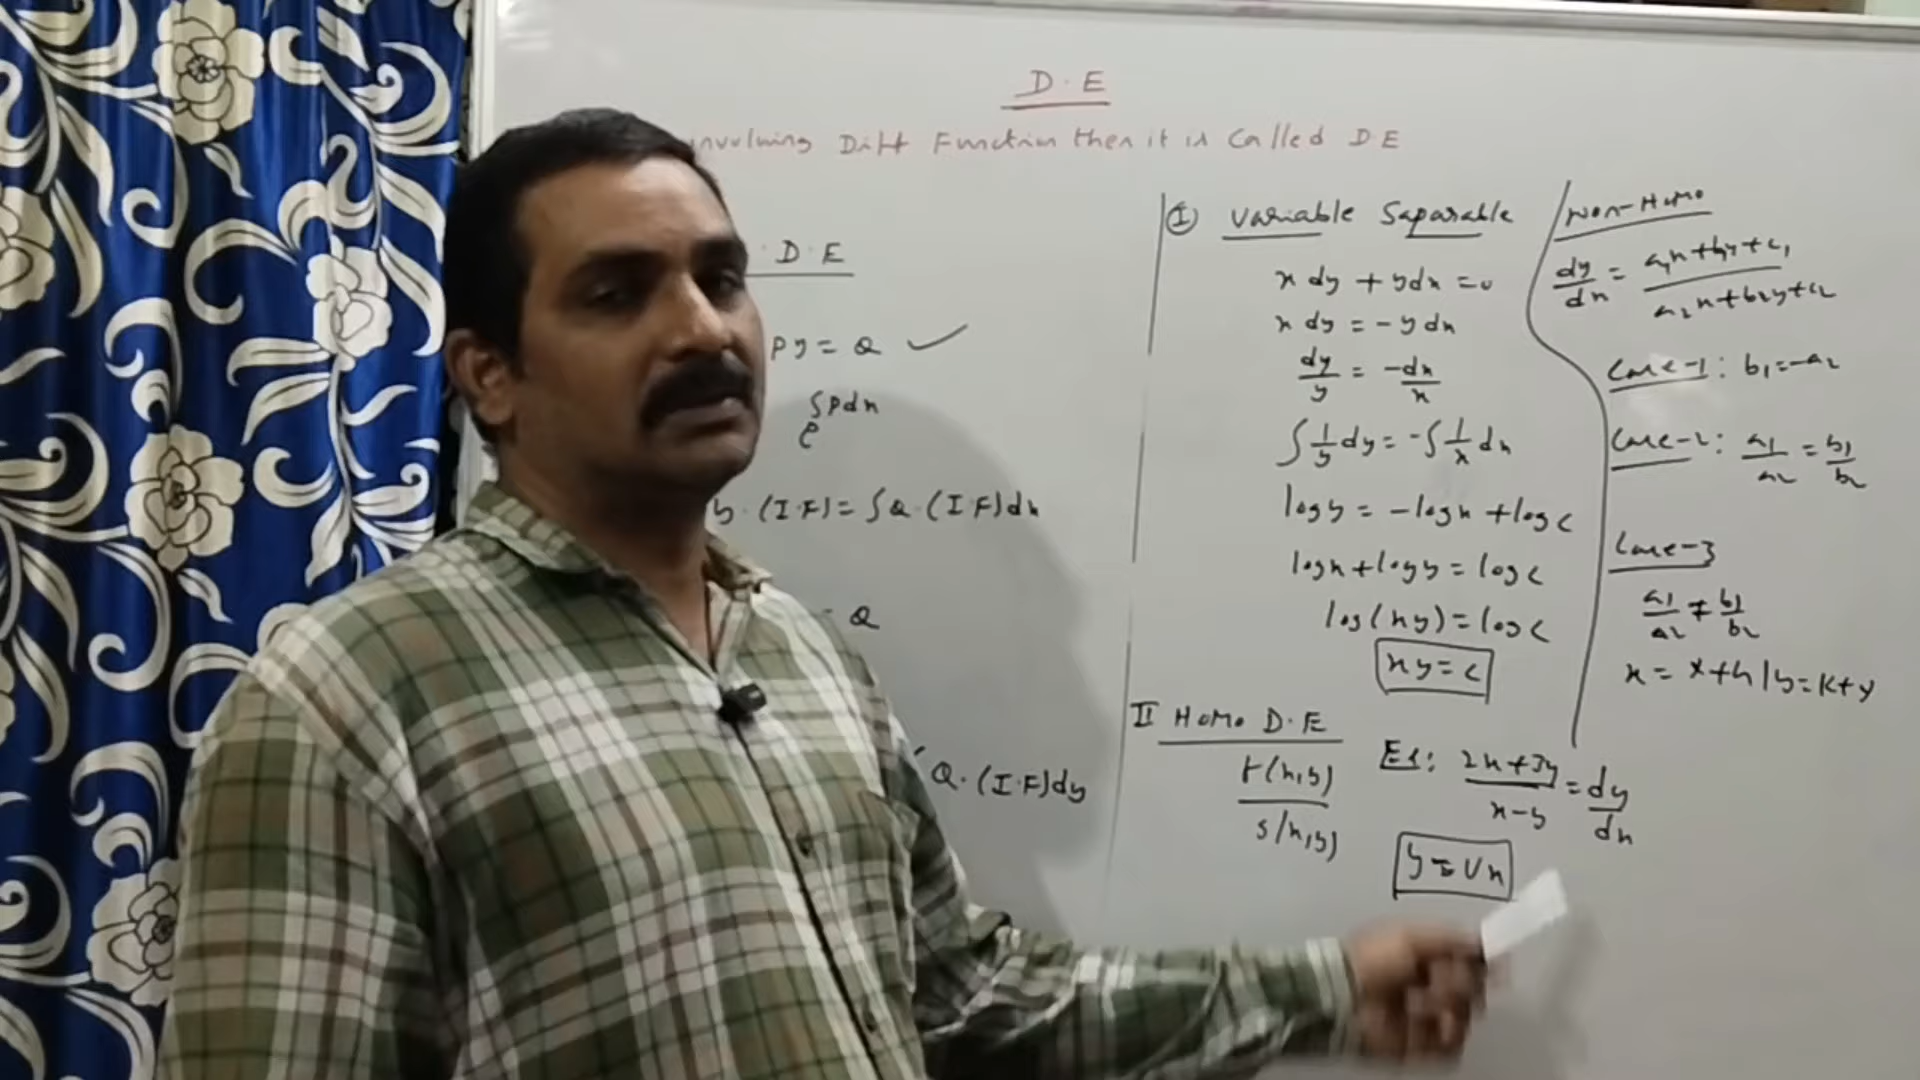 D.E
involving Diff Function then it is Called D.E
. D.E
py = Q ✓
e^∫pdx
y.(I.F) = ∫Q.(I.F)dx
= Q
Q.(I.F)dy
I Variable Saparable
x dy + ydx = 0
x dy = - y dx
dy/y = -dx/x
∫1/y dy = -∫1/x dx
log y = - log x + log c
log x + log y = log c
log(xy) = log c
xy = c
II Homo D.E
f(x,y)/s(x,y)
Ex: 2x+3y/x-y = dy/dx
y = vx
Non-Homo
dy/dx = a1x+b1y+c1/a2x+b2y+c2
Case-1: b1=-a2
Case-2: a1/a2 = b1/b2
Case-3
a1/a2 ≠ b1/b2
x = X+h | y = k+Y